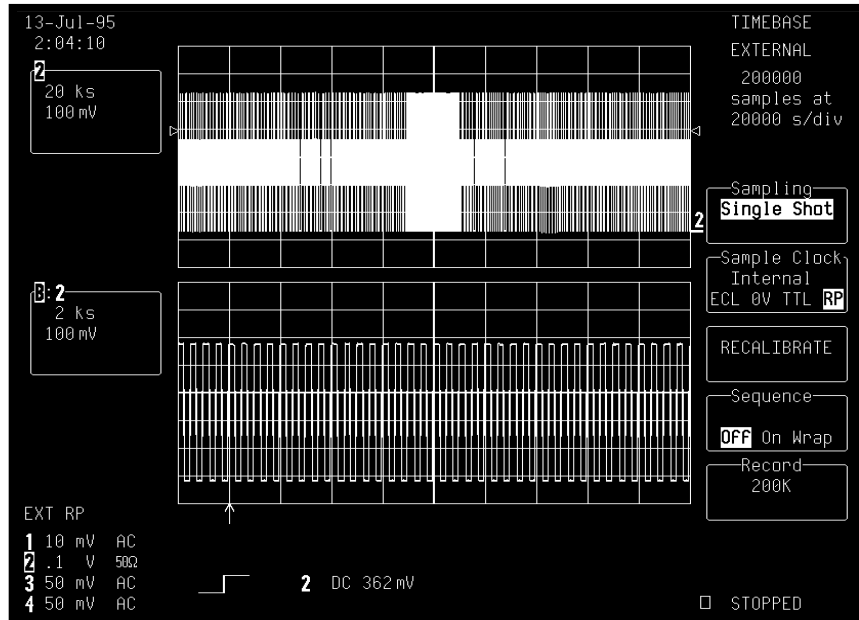 13-Jul-95
2:04:10
2
20 ks
100 mV
B: 2
2 ks
100 mV
TIMEBASE
EXTERNAL
200000
samples at
20000 s/div
2
Sampling
Single Shot
Sample Clock
Internal
ECL 0V TTL RP
RECALIBRATE
Sequence
OFF On Wrap
Record
200K
EXT RP
1 10 mV AC
2 .1 V 50Ω
3 50 mV AC
4 50 mV AC
2 DC 362 mV
STOPPED